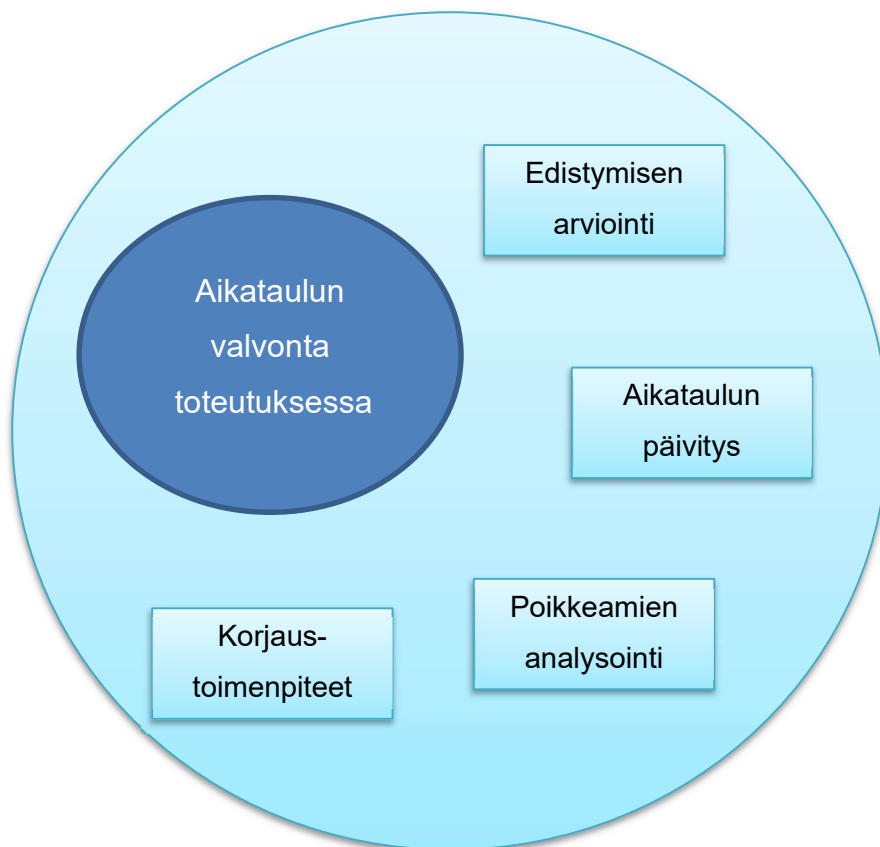 Edistymisen
arviointi
Aikataulun
valvonta
toteutuksessa
Aikataulun
päivitys
Poikkeamien
analysointi
Korjaus-
toimenpiteet